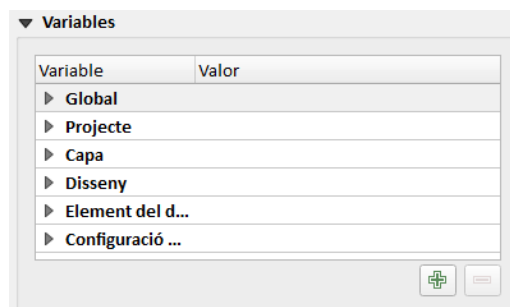 Variables
Variable Valor
Global
Projecte
Capa
Disseny
Element del d...
Configuració ...